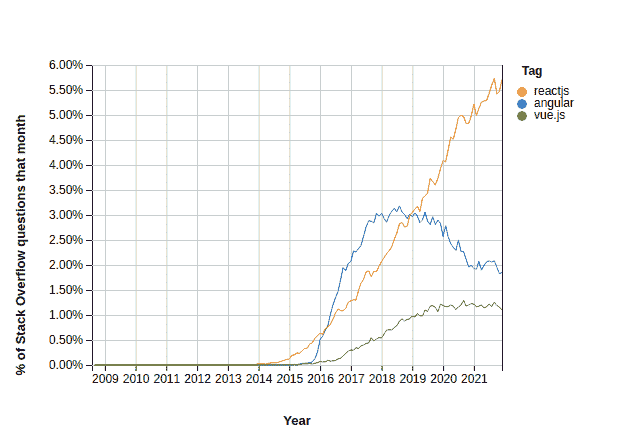 6.00%
5.50%
5.00%
4.50%
4.00%
3.50%
3.00%
2.50%
2.00%
1.50%
1.00%
0.50%
0.00%
% of Stack Overflow questions that month
2009 2010 2011 2012 2013 2014 2015 2016 2017 2018 2019 2020 2021
Year
Tag
reactjs
angular
vue.js